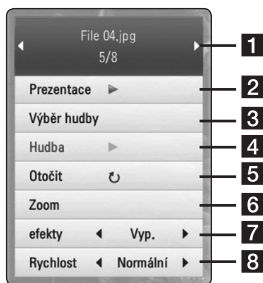 File 04.jpg
5/8
1
Prezentace
2
Výběr hudby
3
Hudba
4
Otočit
5
Zoom
6
efekty Vyp.
7
Rychlost Normální
8